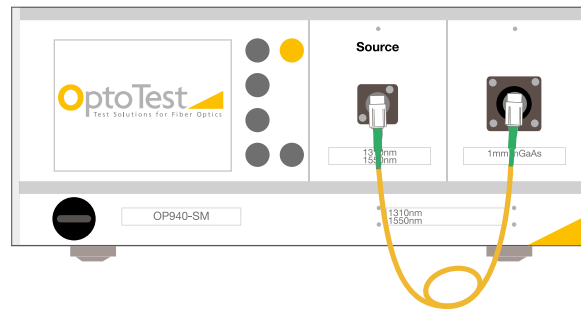 OptoTest
Test Solutions for Fiber Optics
Source
1310nm
1550nm
1mm InGaAs
OP940-SM
1310nm
1550nm